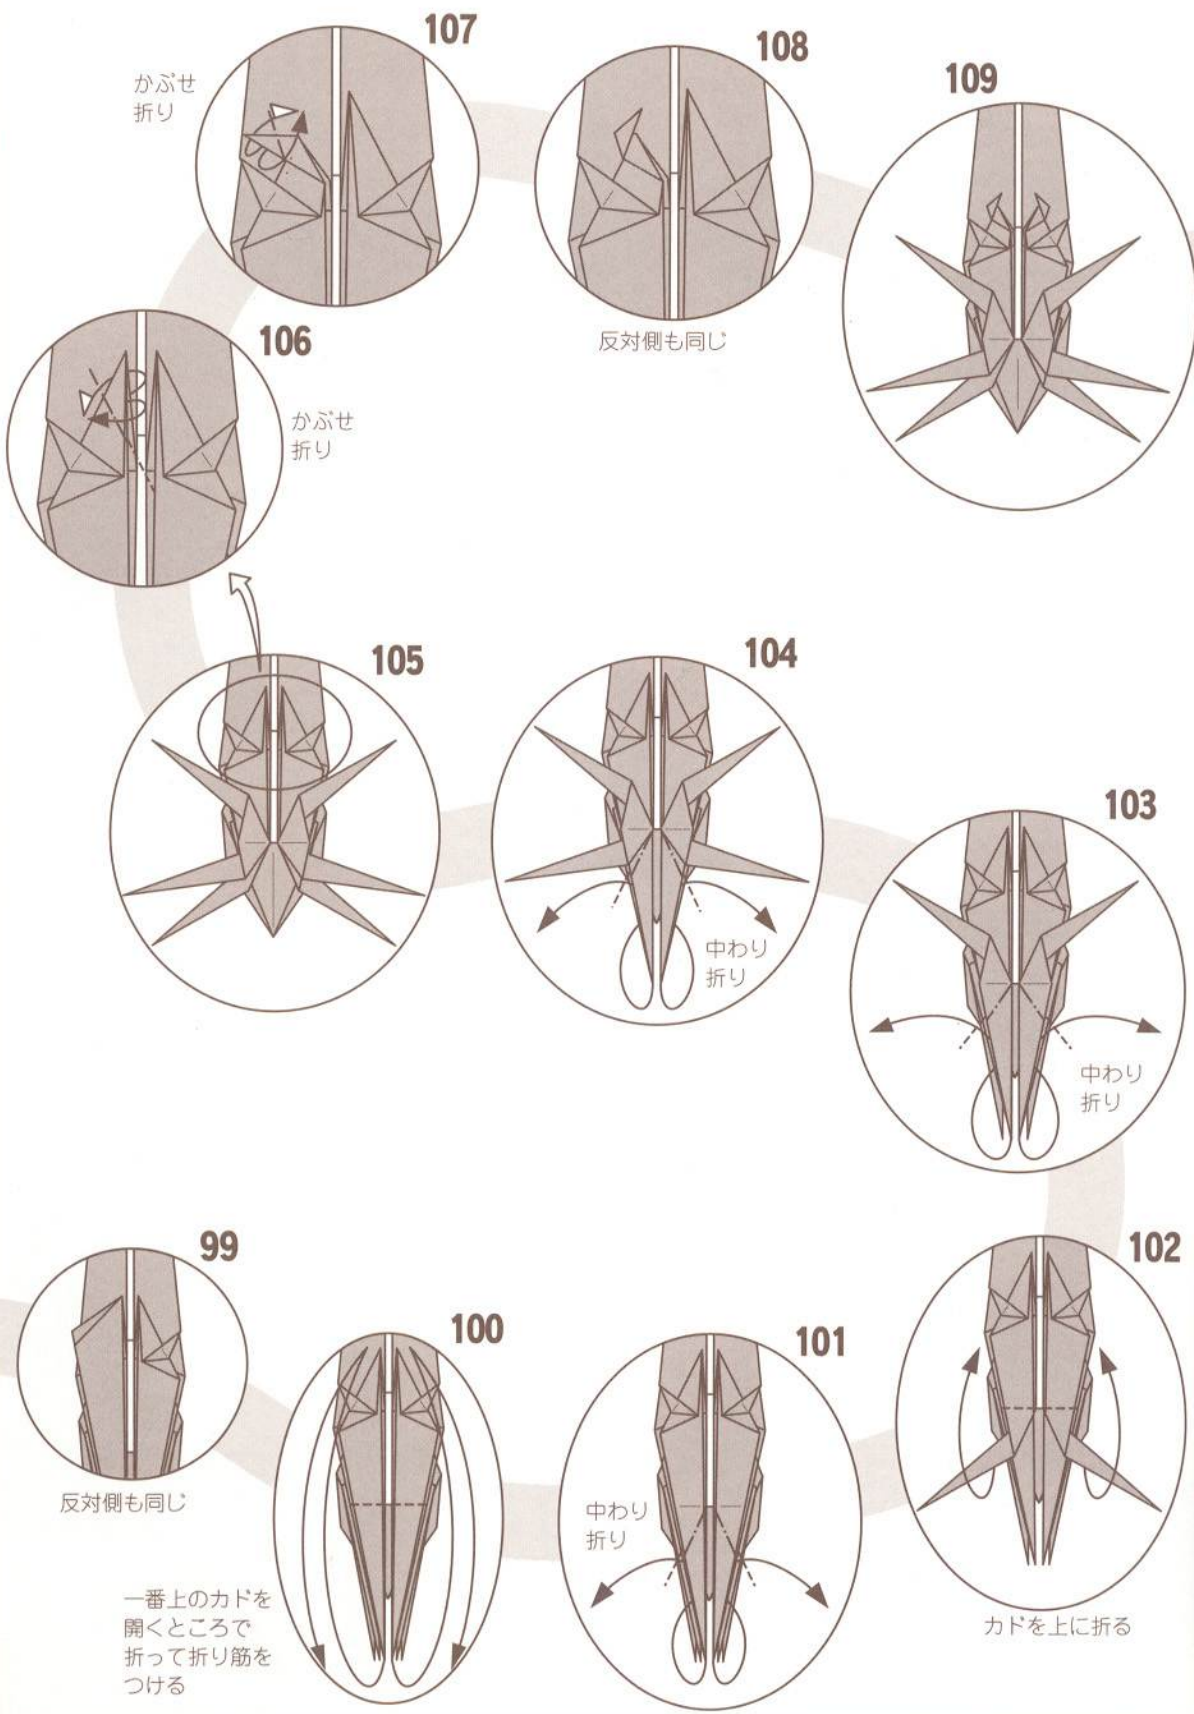 99
反対側も同じ
100
一番上のカドを
開くところで
折って折り筋を
つける
101
中わり
折り
102
カドを上に折る
103
中わり
折り
104
中わり
折り
105
106
かぶせ
折り
107
かぶせ
折り
108
反対側も同じ
109